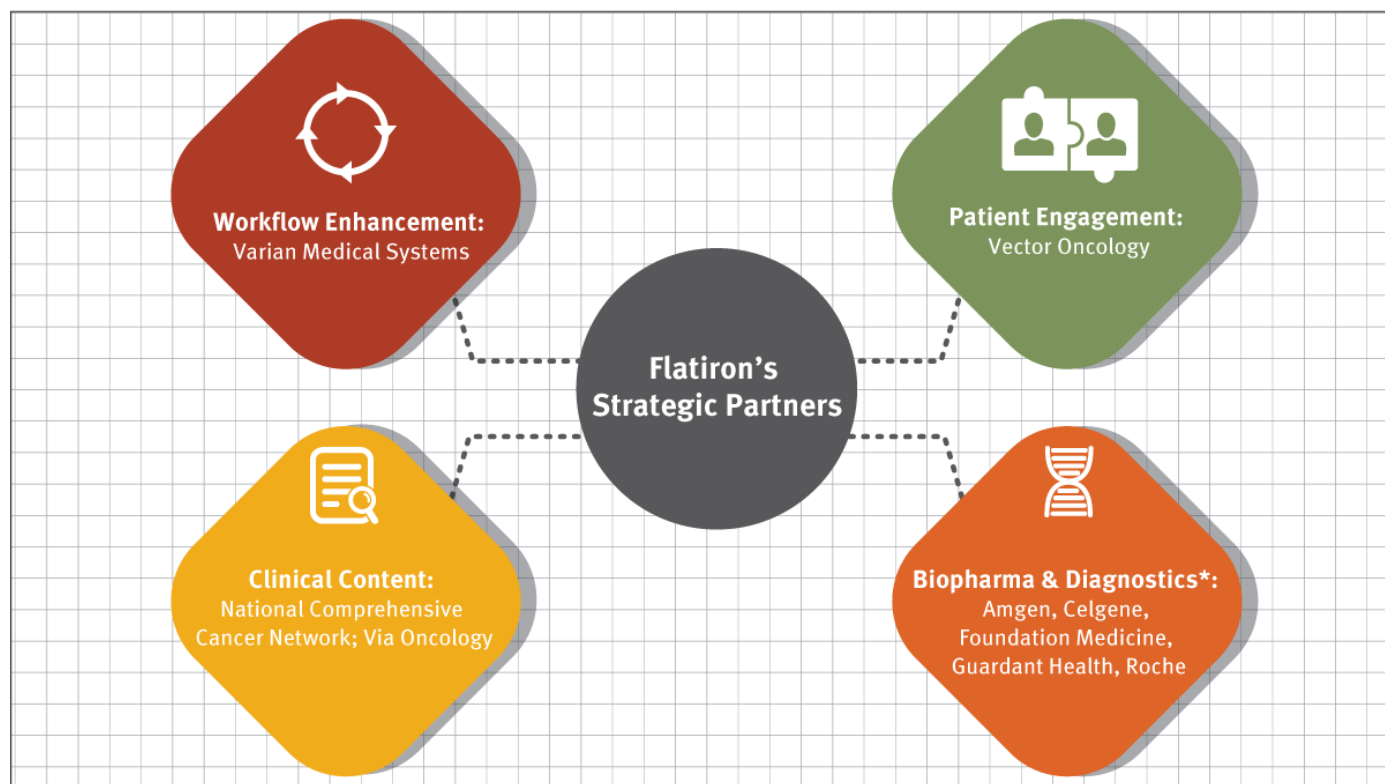 Workflow Enhancement:
Varian Medical Systems
Patient Engagement:
Vector Oncology
Flatiron’s
Strategic Partners
Clinical Content:
National Comprehensive
Cancer Network; Via Oncology
Biopharma & Diagnostics*:
Amgen, Celgene,
Foundation Medicine,
Guardant Health, Roche